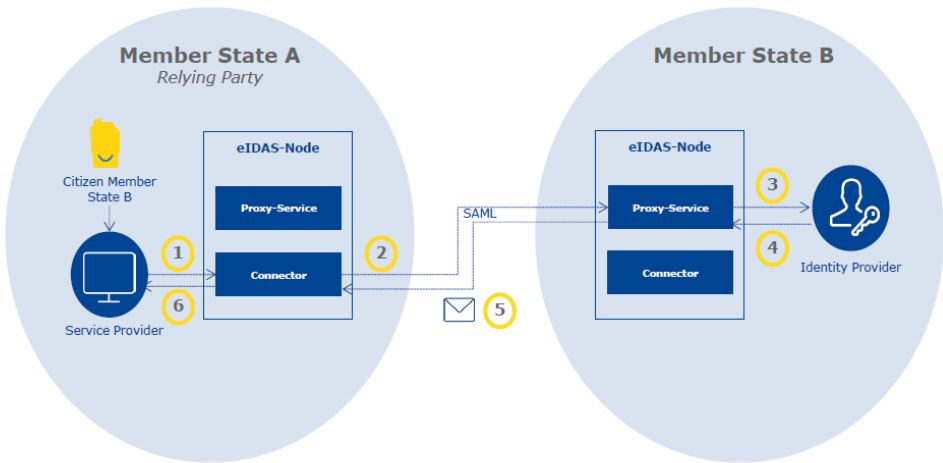 Member State A
Relying Party
Citizen Member
State B
Service Provider
eIDAS-Node
Proxy-Service
Connector
1
6
2
SAML
5
Member State B
eIDAS-Node
Proxy-Service
Connector
3
4
Identity Provider